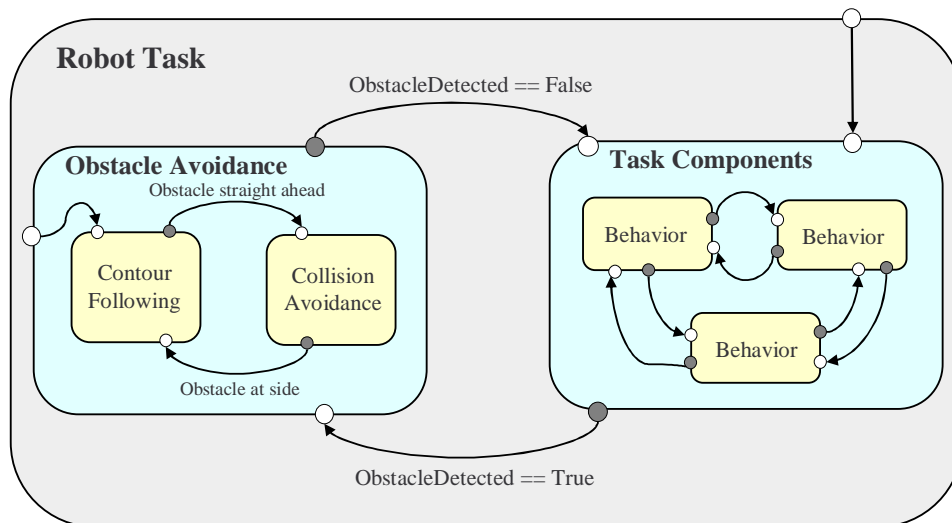 Robot Task
ObstacleDetected == False
Obstacle Avoidance
Obstacle straight ahead
Contour
Following
Collision
Avoidance
Obstacle at side
Task Components
Behavior
Behavior
Behavior
ObstacleDetected == True